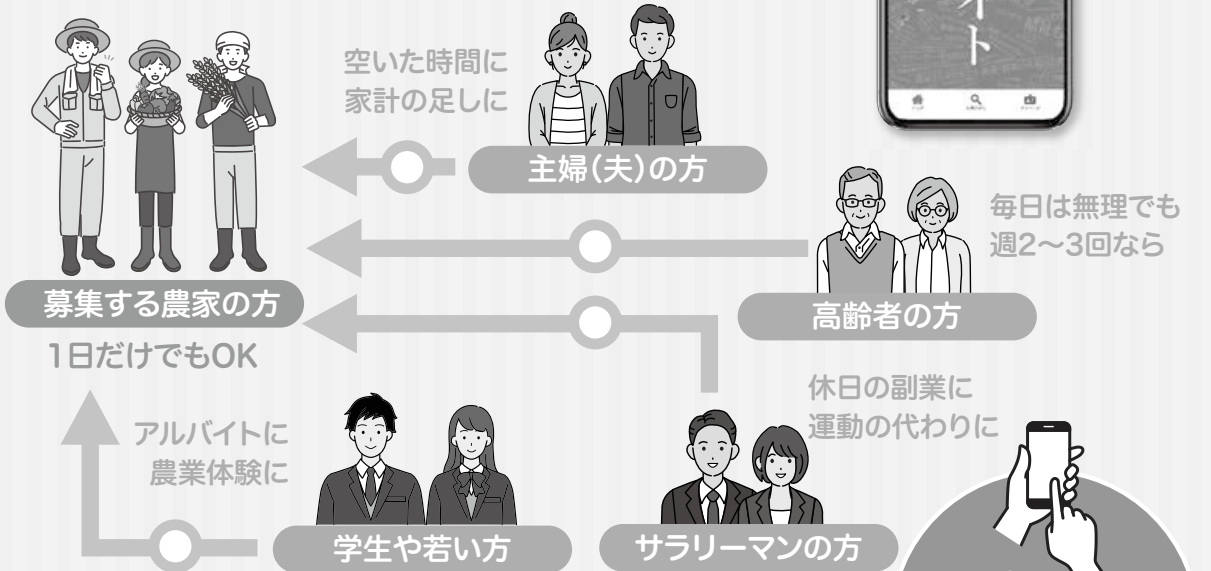 イト
空いた時間に
家計の足しに
主婦(夫)の方
毎日は無理でも
週2〜3回なら
高齢者の方
募集する農家の方
1日だけでもOK
アルバイトに
農業体験に
学生や若い方
休日の副業に
運動の代わりに
サラリーマンの方